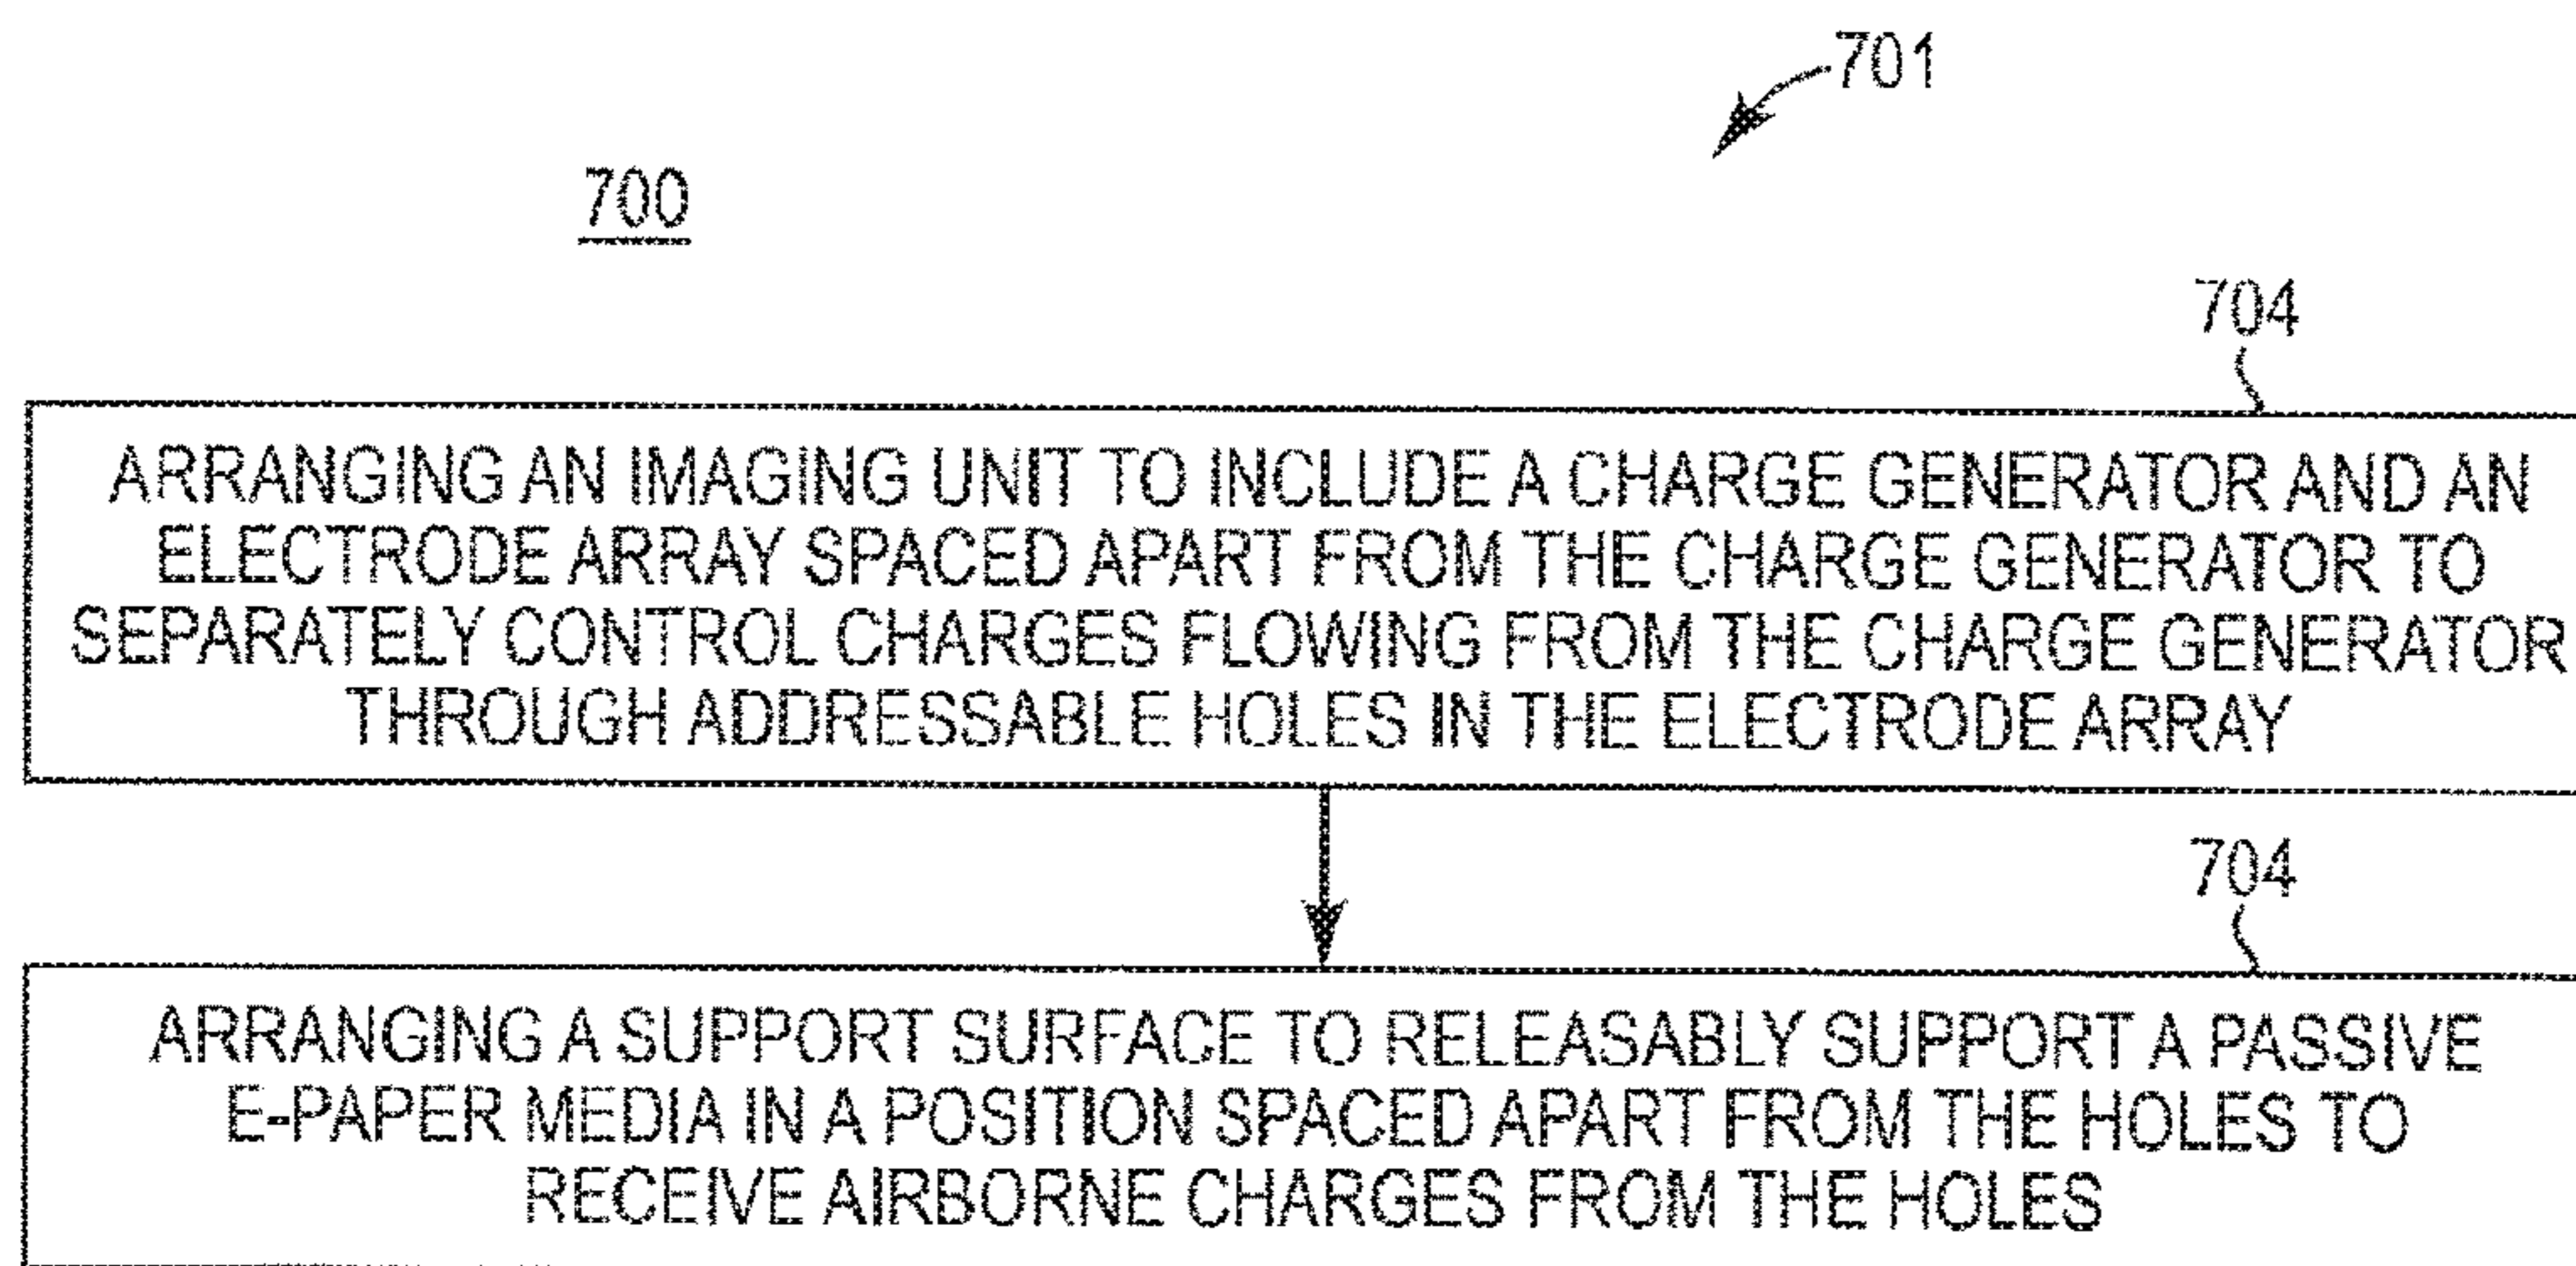 701
700
704
ARRANGING AN IMAGING UNIT TO INCLUDE A CHARGE GENERATOR AND AN
ELECTRODE ARRAY SPACED APART FROM THE CHARGE GENERATOR TO
SEPARATELY CONTROL CHARGES FLOWING FROM THE CHARGE GENERATOR
THROUGH ADDRESSABLE HOLES IN THE ELECTRODE ARRAY
704
ARRANGING A SUPPORT SURFACE TO RELEASABLY SUPPORT A PASSIVE
E-PAPER MEDIA IN A POSITION SPACED APART FROM THE HOLES TO
RECEIVE AIRBORNE CHARGES FROM THE HOLES